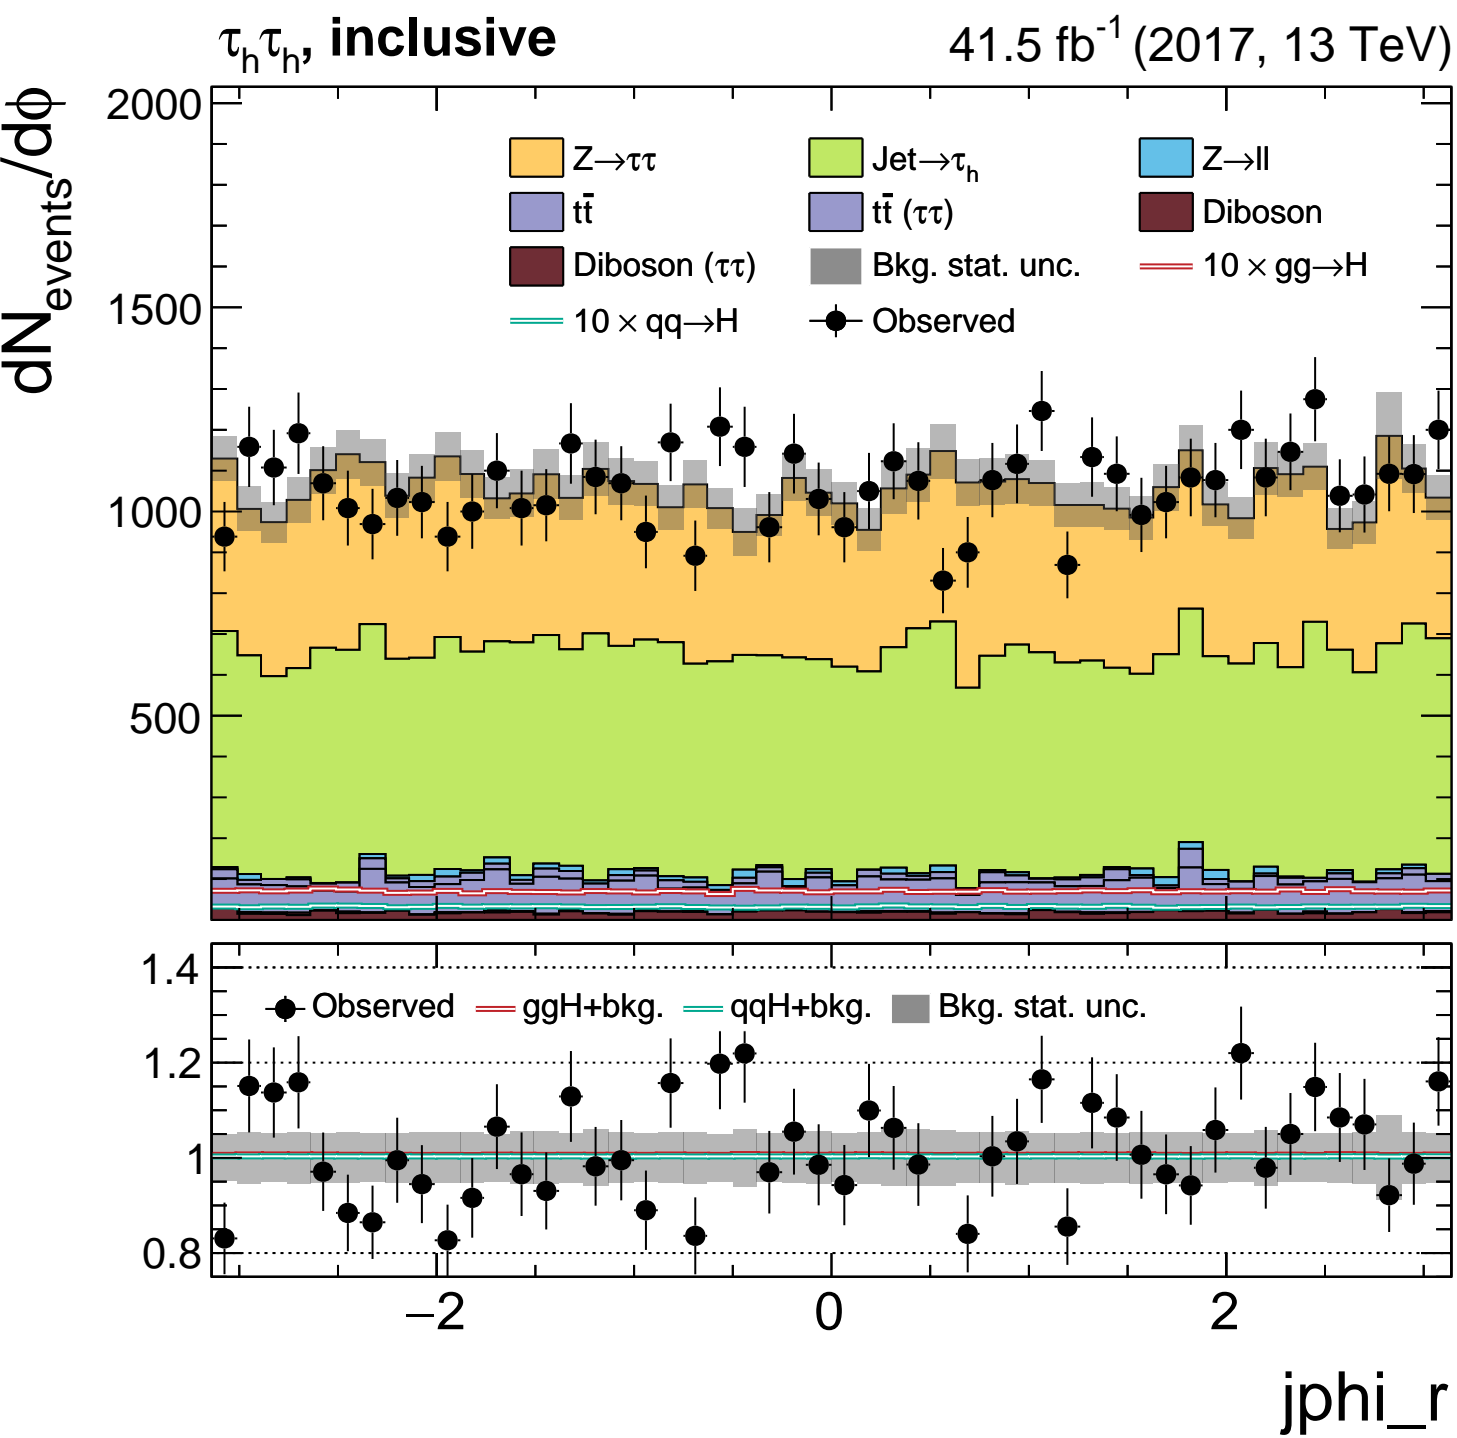 τhτh, inclusive 41.5 fb-1 (2017, 13 TeV)
dNevents/dϕ
2000
Z→ττ Jet→τh Z→ll
tt̄ tt̄ (ττ) Diboson
Diboson (ττ) Bkg. stat. unc. 10 × gg→H
1500
10 × qq→H Observed
1000
500
1.4
Observed ggH+bkg. qqH+bkg. Bkg. stat. unc.
1.2
1
0.8
−2 0 2
jphi_r